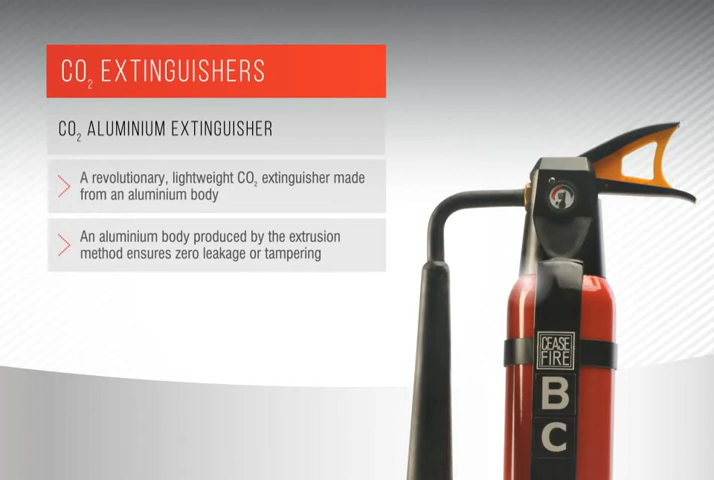 CO₂ EXTINGUISHERS
CO₂ ALUMINIUM EXTINGUISHER
A revolutionary, lightweight CO₂ extinguisher made
from an aluminium body
An aluminium body produced by the extrusion
method ensures zero leakage or tampering
CEASE
FIRE
B
C